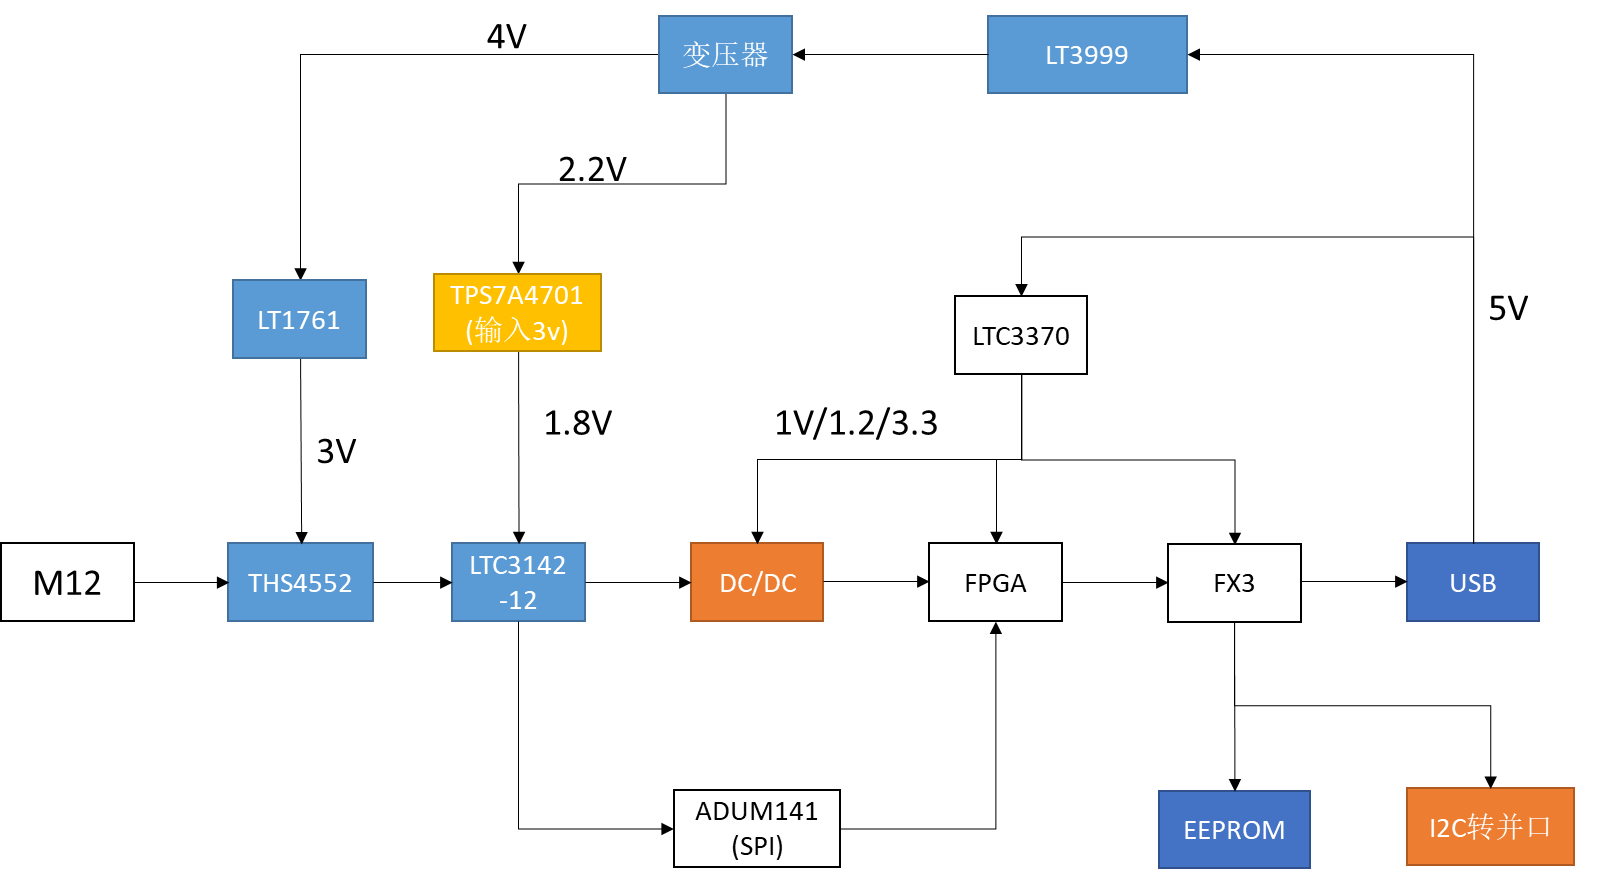 4V
变压器
LT3999
2.2V
TPS7A4701
(输入3v)
LT1761
5V
LTC3370
1.8V
1V/1.2/3.3
3V
M12
THS4552
LTC3142
-12
DC/DC
FPGA
FX3
USB
ADUM141
(SPI)
EEPROM
I2C转并口